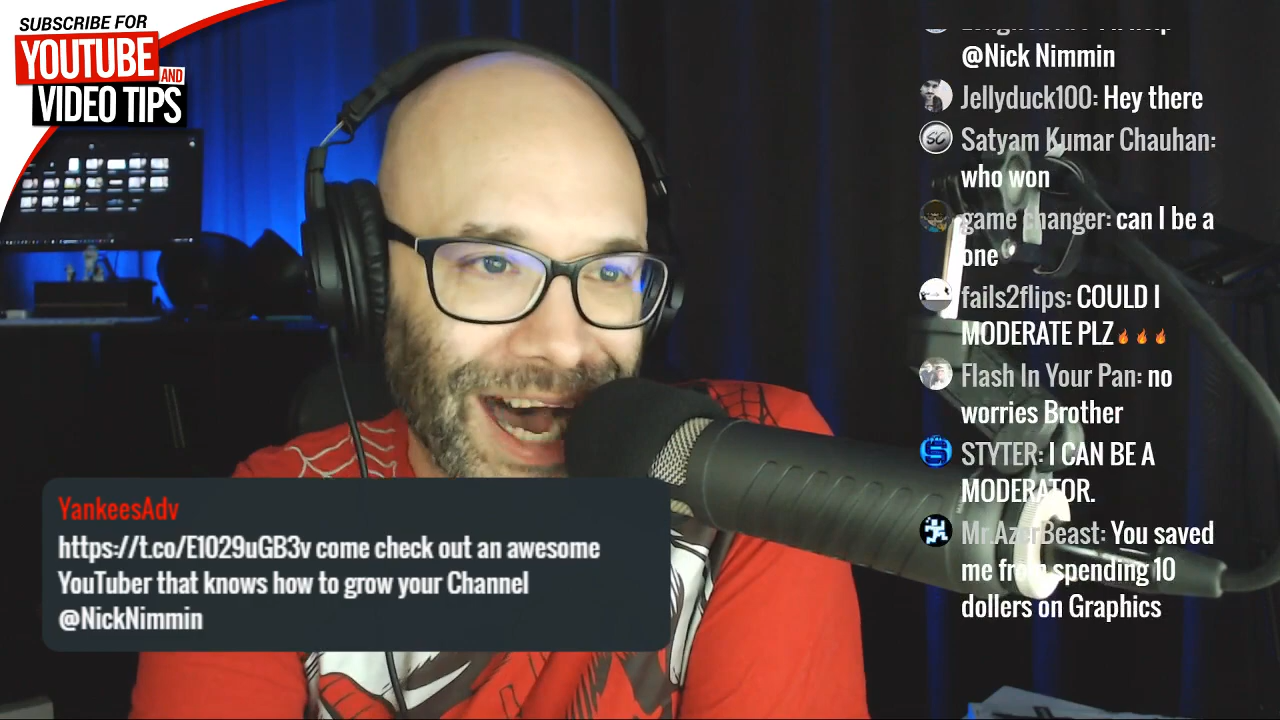 SUBSCRIBE FOR
YOUTUBE
AND
VIDEO TIPS
@Nick Nimmin
Jellyduck100: Hey there
Satyam Kumar Chauhan:
who won
game changer: can I be a
one
fails2flips: COULD I
MODERATE PLZ🔥🔥🔥
Flash In Your Pan: no
worries Brother
STYTER: I CAN BE A
MODERATOR.
Mr.AzerBeast: You saved
me from spending 10
dollers on Graphics
YankeesAdv
https://t.co/E1029uGB3v come check out an awesome
YouTuber that knows how to grow your Channel
@NickNimmin